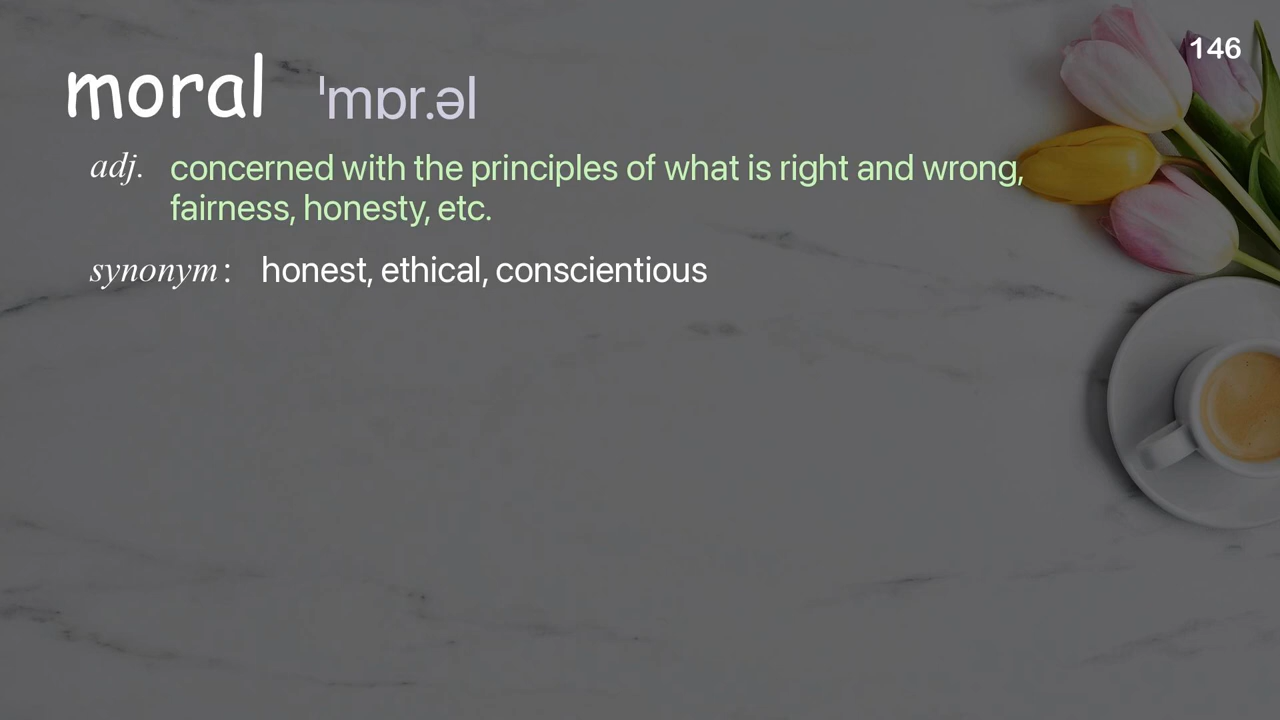 146
moral ˈmɒr.əl
adj. concerned with the principles of what is right and wrong,
fairness, honesty, etc.
synonym: honest, ethical, conscientious